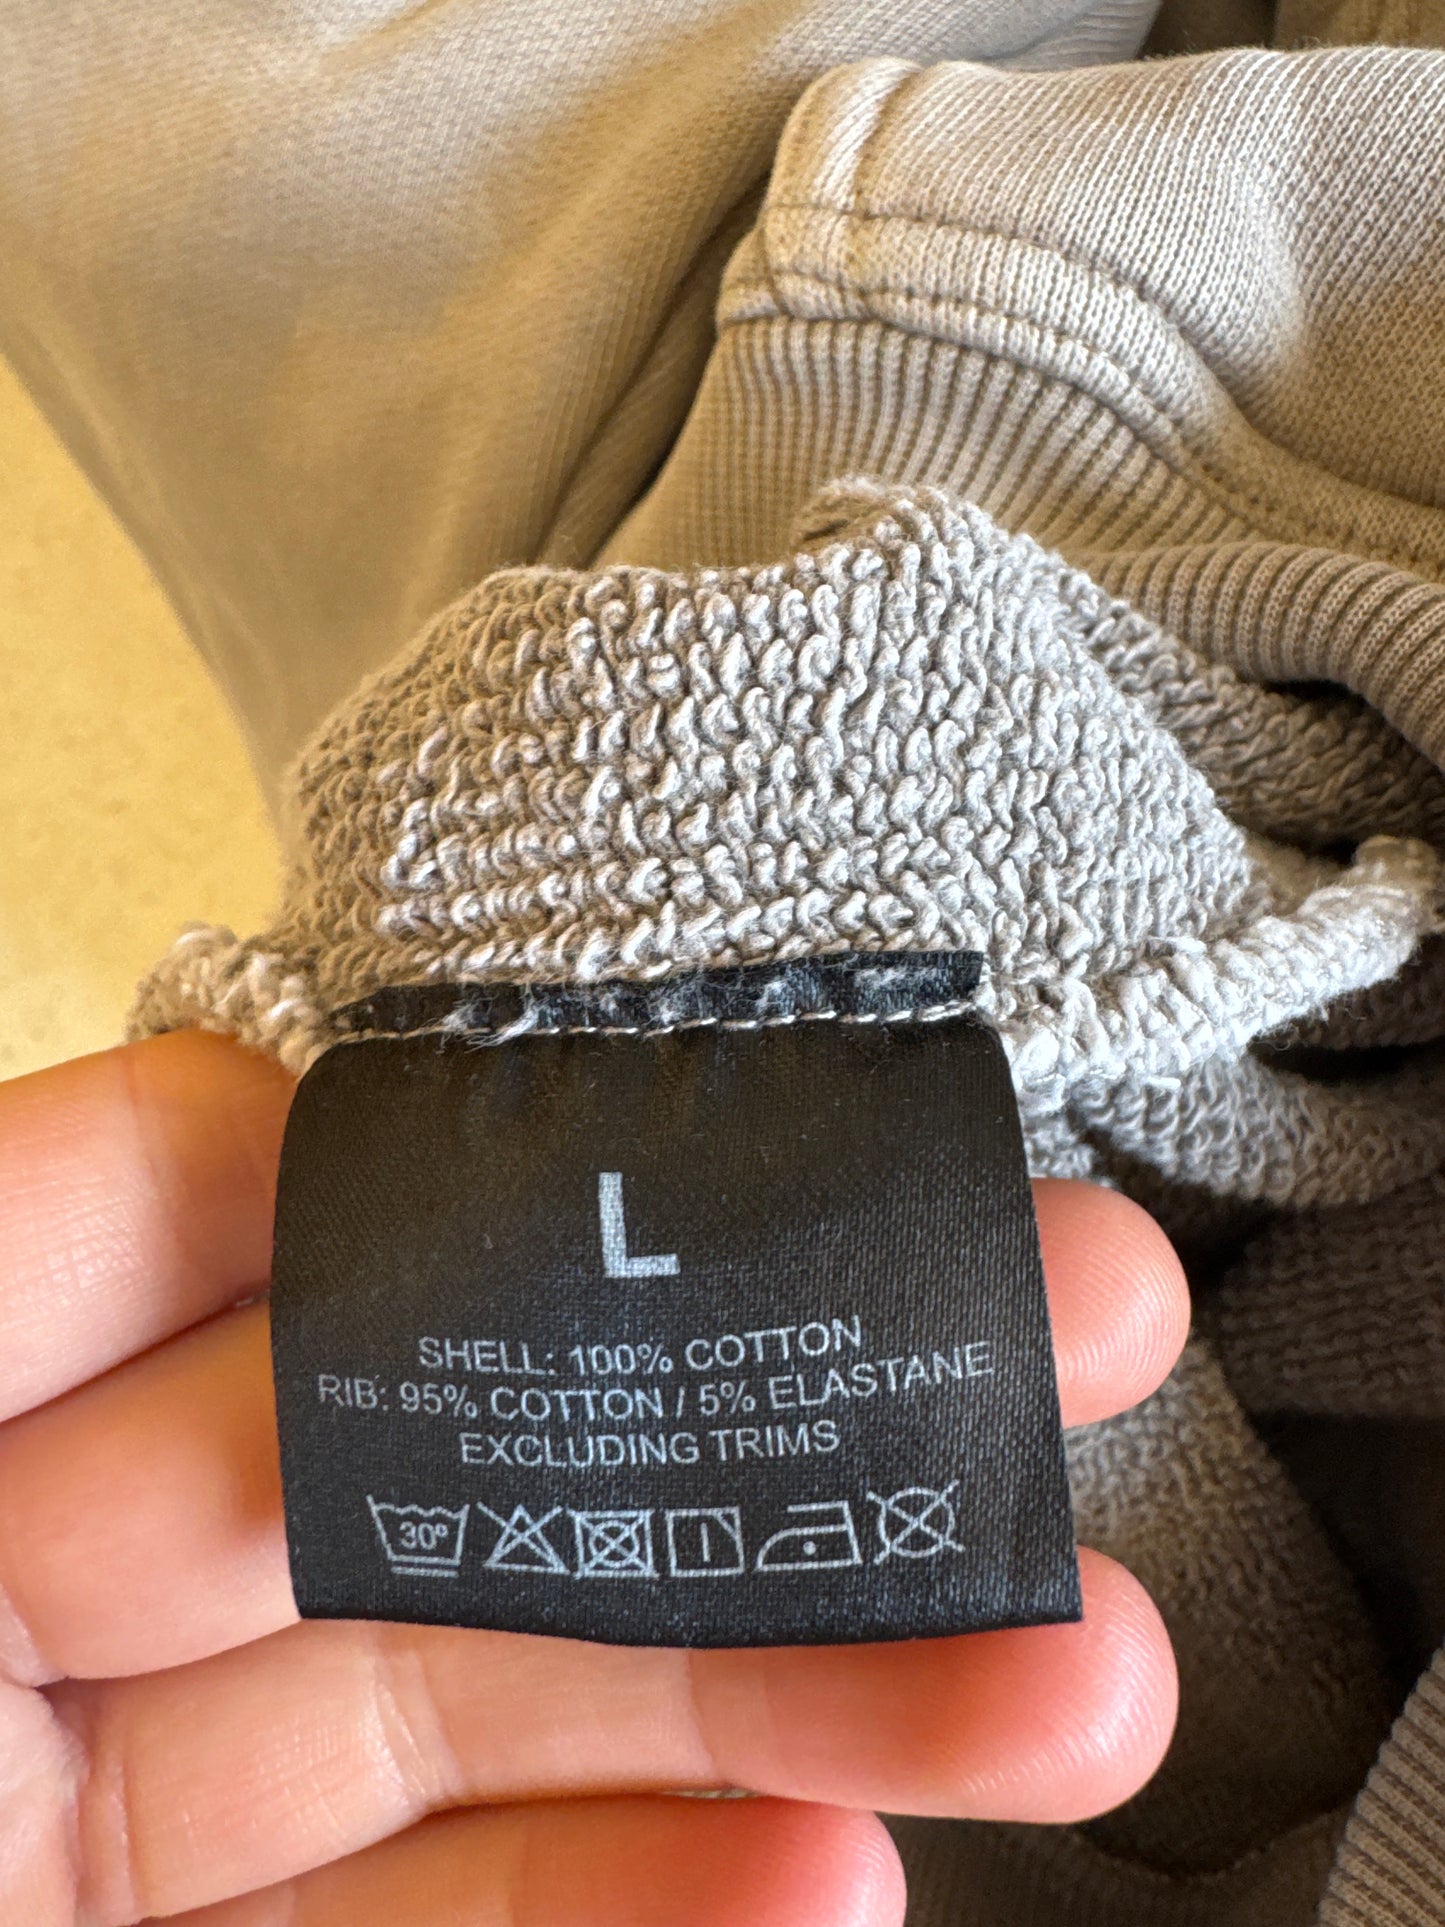 L
SHELL: 100% COTTON
RIB: 95% COTTON / 5% ELASTANE
EXCLUDING TRIMS
30°